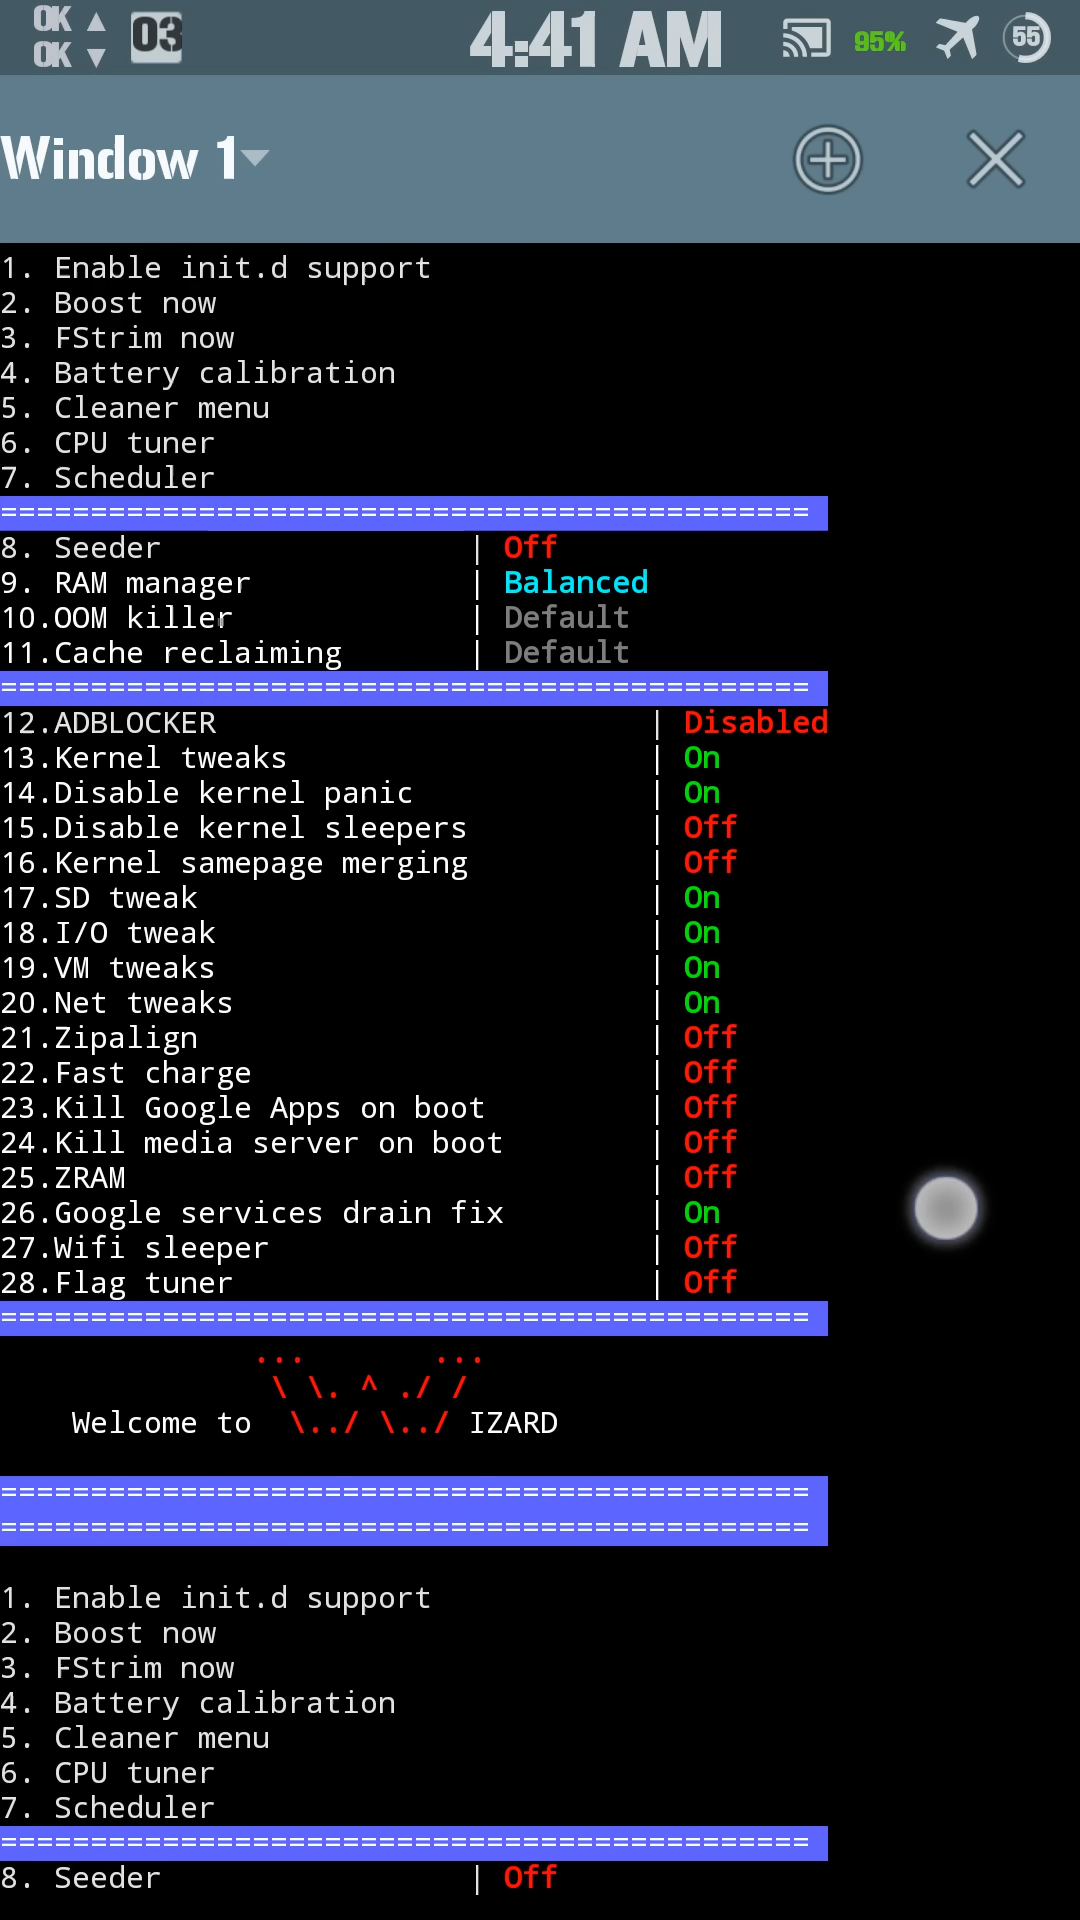 OK ▲ 03 4:41 AM 95% 55
OK ▼
Window 1
1. Enable init.d support
2. Boost now
3. FStrim now
4. Battery calibration
5. Cleaner menu
6. CPU tuner
7. Scheduler
=============================================
8. Seeder | Off
9. RAM manager | Balanced
10.OOM killer | Default
11.Cache reclaiming | Default
=============================================
12.ADBLOCKER | Disabled
13.Kernel tweaks | On
14.Disable kernel panic | On
15.Disable kernel sleepers | Off
16.Kernel samepage merging | Off
17.SD tweak | On
18.I/O tweak | On
19.VM tweaks | On
20.Net tweaks | On
21.Zipalign | Off
22.Fast charge | Off
23.Kill Google Apps on boot | Off
24.Kill media server on boot | Off
25.ZRAM | Off
26.Google services drain fix | On
27.Wifi sleeper | Off
28.Flag tuner | Off
=============================================
... ...
\ \. ^ ./ /
Welcome to \../ \../ IZARD
=============================================
=============================================
1. Enable init.d support
2. Boost now
3. FStrim now
4. Battery calibration
5. Cleaner menu
6. CPU tuner
7. Scheduler
=============================================
8. Seeder | Off